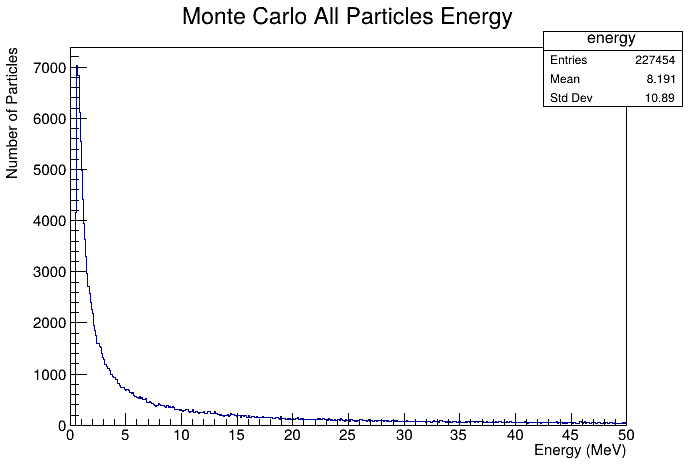 Monte Carlo All Particles Energy
energy
Entries 227454
Mean 8.191
Std Dev 10.89
Number of Particles
7000
6000
5000
4000
3000
2000
1000
0
0 5 10 15 20 25 30 35 40 45 50
Energy (MeV)